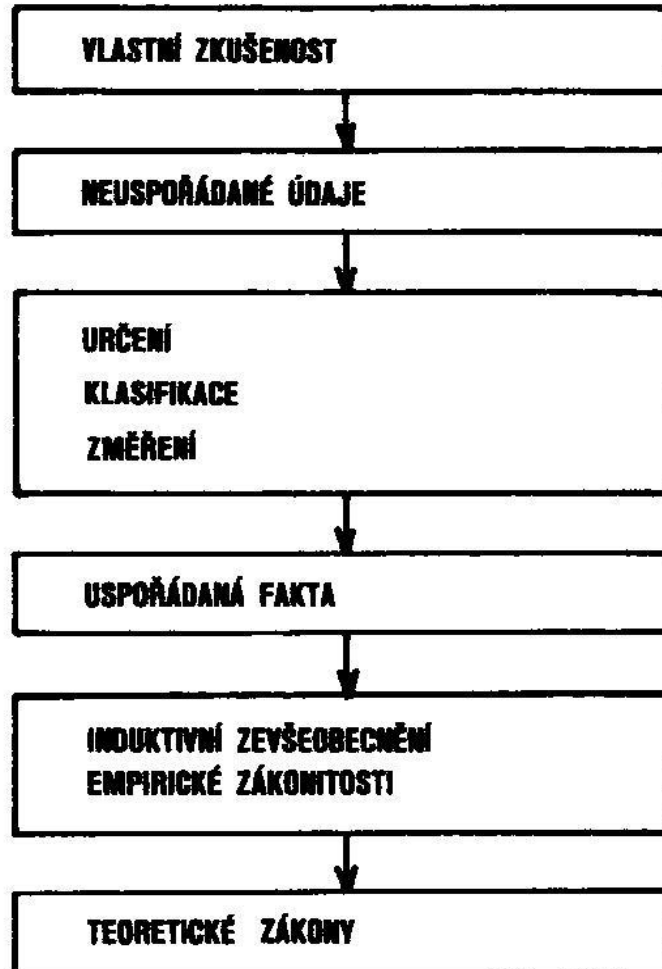 VLASTNÍ ZKUŠENOST
NEUSPOŘÁDANÉ ÚDAJE
URČENÍ
KLASIFIKACE
ZMĚŘENÍ
USPOŘÁDANÁ FAKTA
INDUKTIVNÍ ZEVŠEOBECNĚNÍ
EMPIRICKÉ ZÁKONITOSTI
TEORETICKÉ ZÁKONY